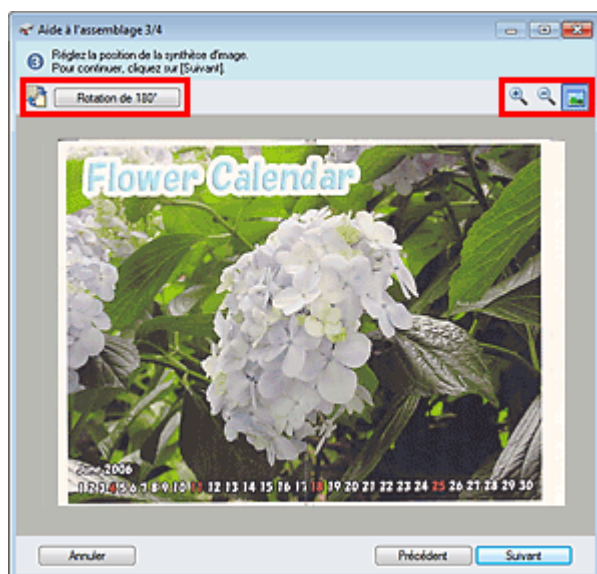 Aide à l'assemblage 3/4
3 Réglez la position de la synthèse d'image.
Pour continuer, cliquez sur [Suivant].
Rotation de 180°
Flower Calendar
June 2006
1 2 3 4 5 6 7 8 9 10 11 12 13 14 15 16 17 18 19 20 21 22 23 24 25 26 27 28 29 30
Annuler
Précédent
Suivant